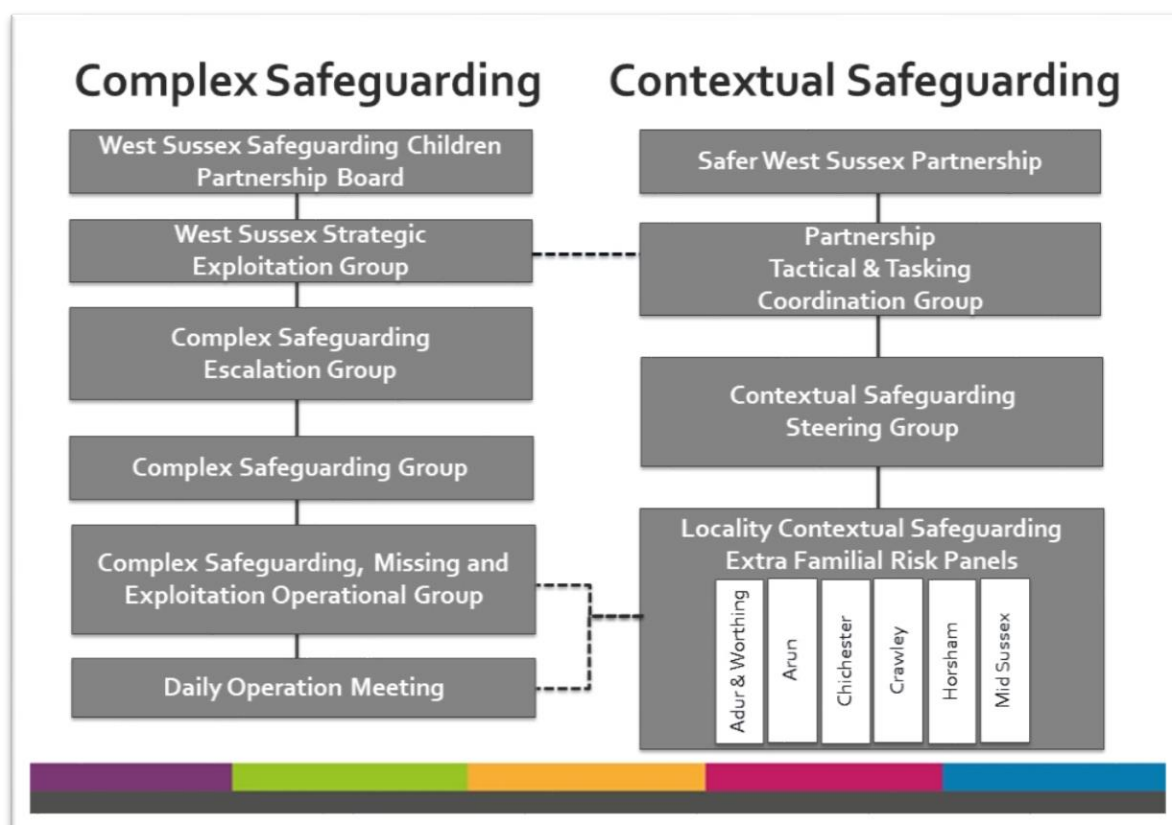 Complex Safeguarding
West Sussex Safeguarding Children
Partnership Board
West Sussex Strategic
Exploitation Group
Complex Safeguarding
Escalation Group
Complex Safeguarding Group
Complex Safeguarding, Missing and
Exploitation Operational Group
Daily Operation Meeting
Contextual Safeguarding
Safer West Sussex Partnership
Partnership
Tactical & Tasking
Coordination Group
Contextual Safeguarding
Steering Group
Locality Contextual Safeguarding
Extra Familial Risk Panels
Adur & Worthing
Arun
Chichester
Crawley
Horsham
Mid Sussex